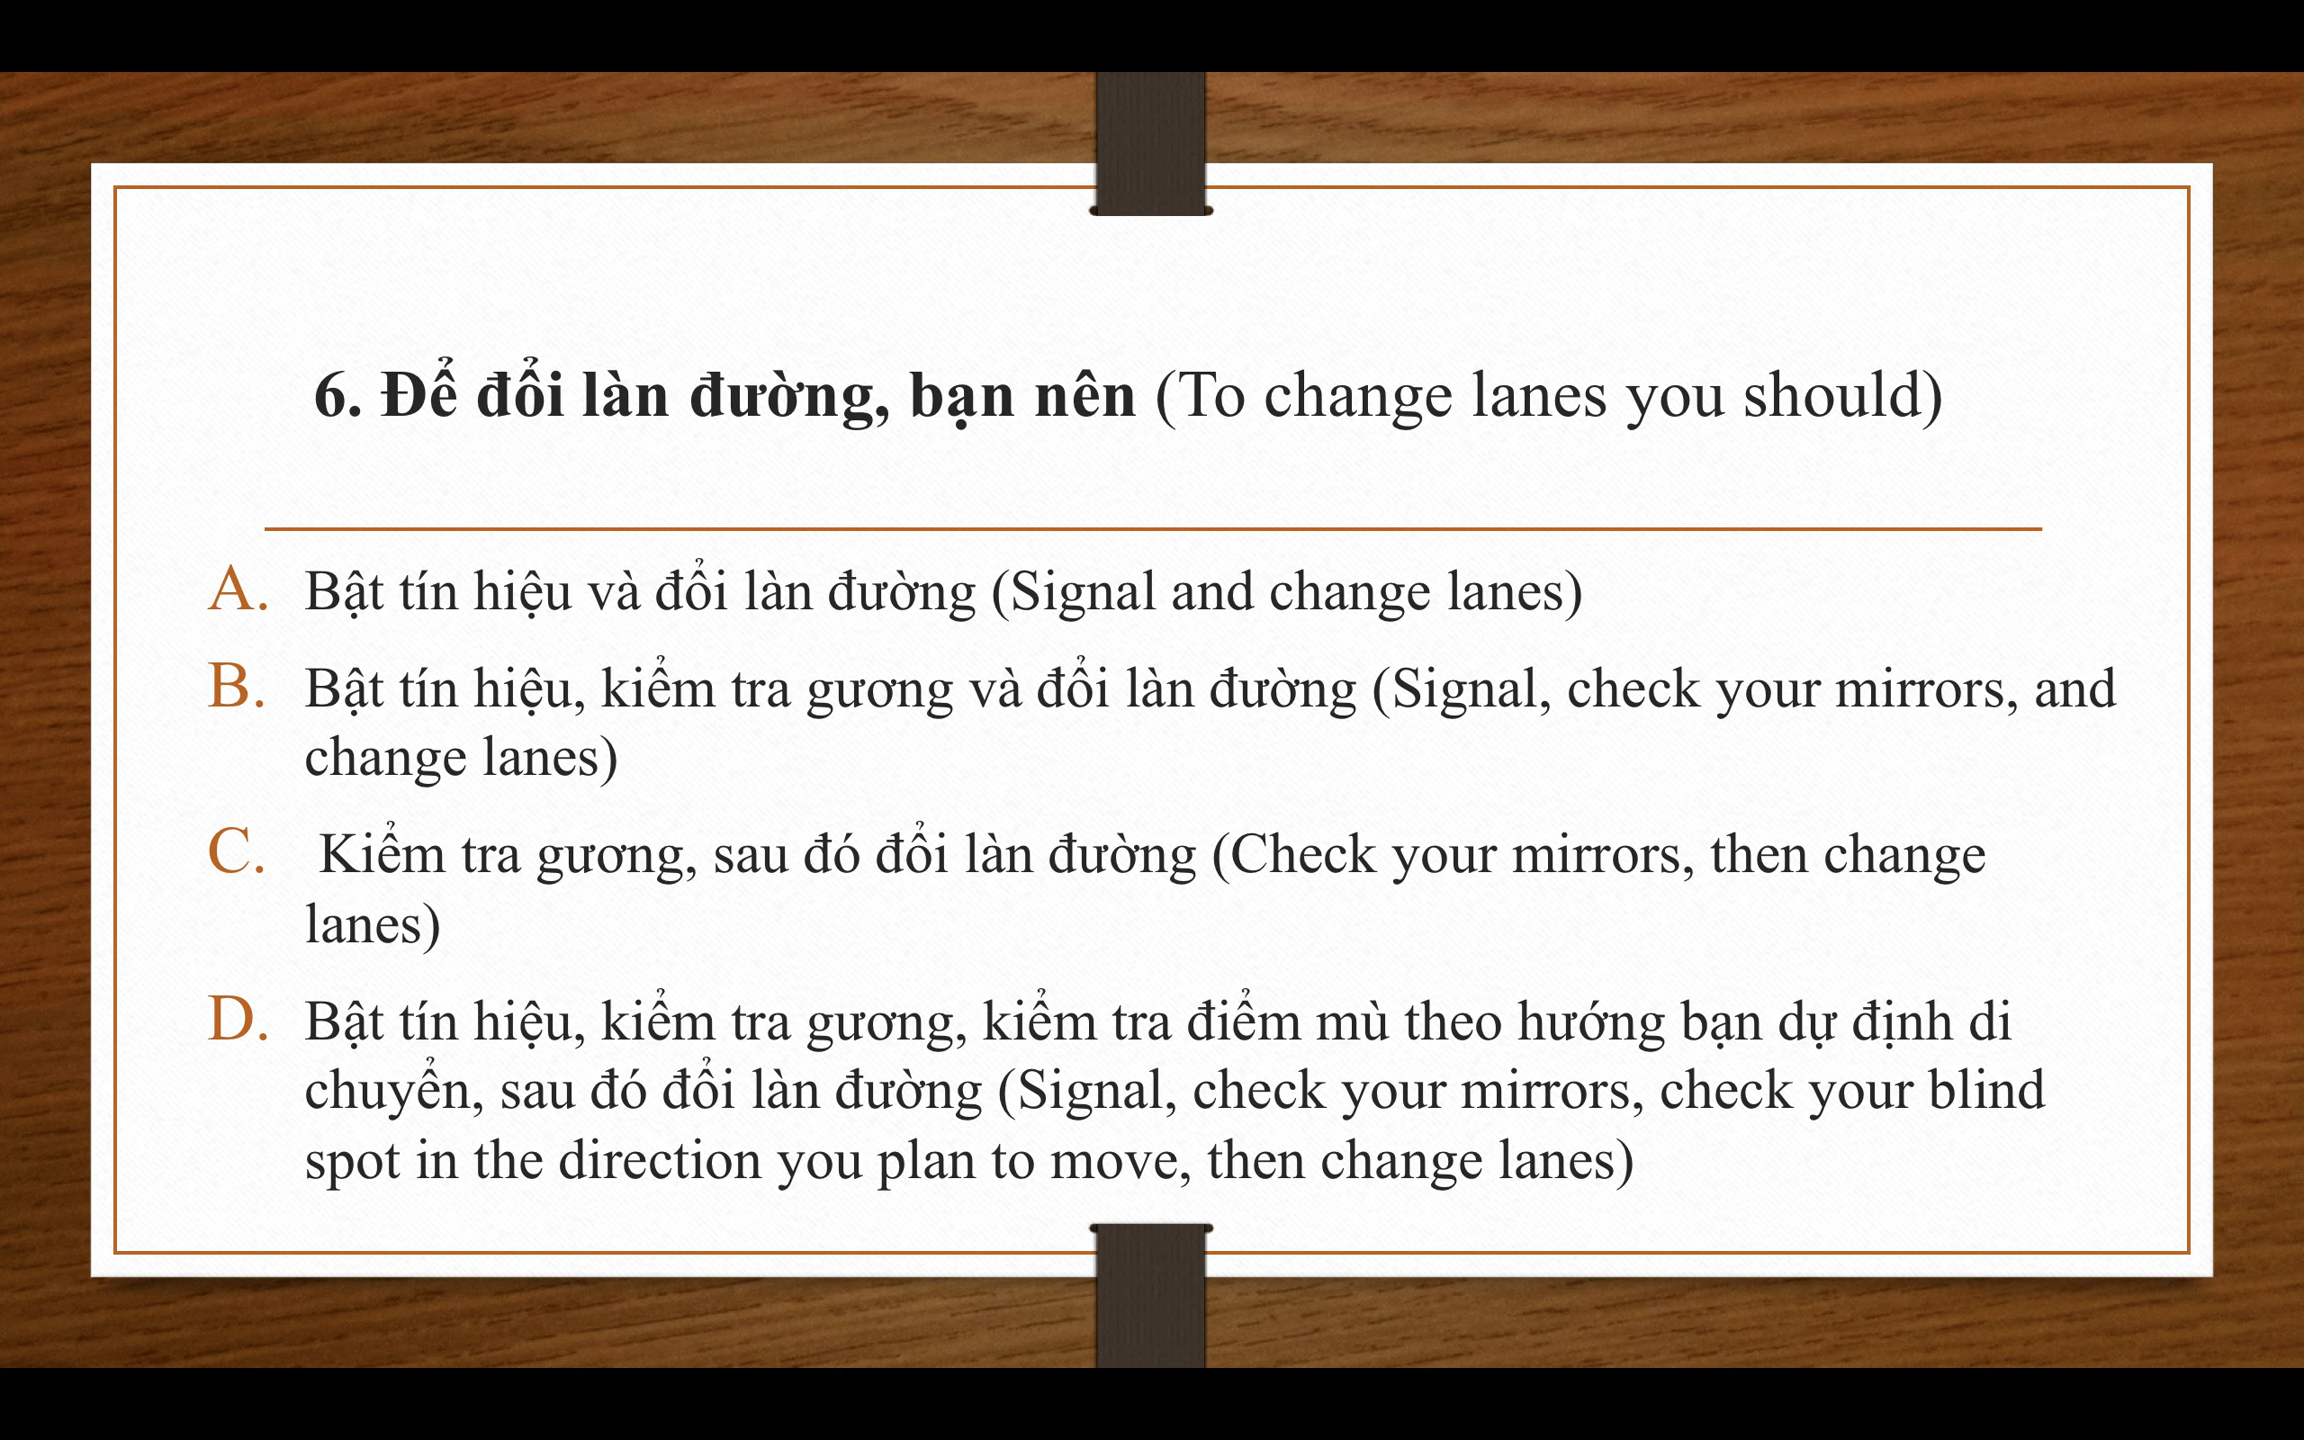 6. Để đổi làn đường, bạn nên (To change lanes you should)
A. Bật tín hiệu và đổi làn đường (Signal and change lanes)
B. Bật tín hiệu, kiểm tra gương và đổi làn đường (Signal, check your mirrors, and
change lanes)
C. Kiểm tra gương, sau đó đổi làn đường (Check your mirrors, then change
lanes)
D. Bật tín hiệu, kiểm tra gương, kiểm tra điểm mù theo hướng bạn dự định di
chuyển, sau đó đổi làn đường (Signal, check your mirrors, check your blind
spot in the direction you plan to move, then change lanes)